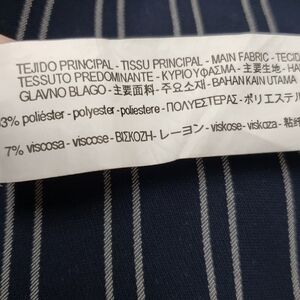 TEJIDO PRINCIPAL - TISSU PRINCIPAL - MAIN FABRIC -
TESSUTO PREDOMINANTE - ΚΥΡΙΟ ΥΦΑΣΜΑ - 主要生地 -
GLAVNO BLAGO - 主要面料 - 주요소재 - BAHAN KAIN UTAMA
3% poliéster - polyester - poliestere - ΠΟΛΥΕΣΤΕΡΑΣ - ポリエステル
7% viscosa - viscose - ΒΙΣΚΟΖΗ - レーヨン - viskose - viskoza -